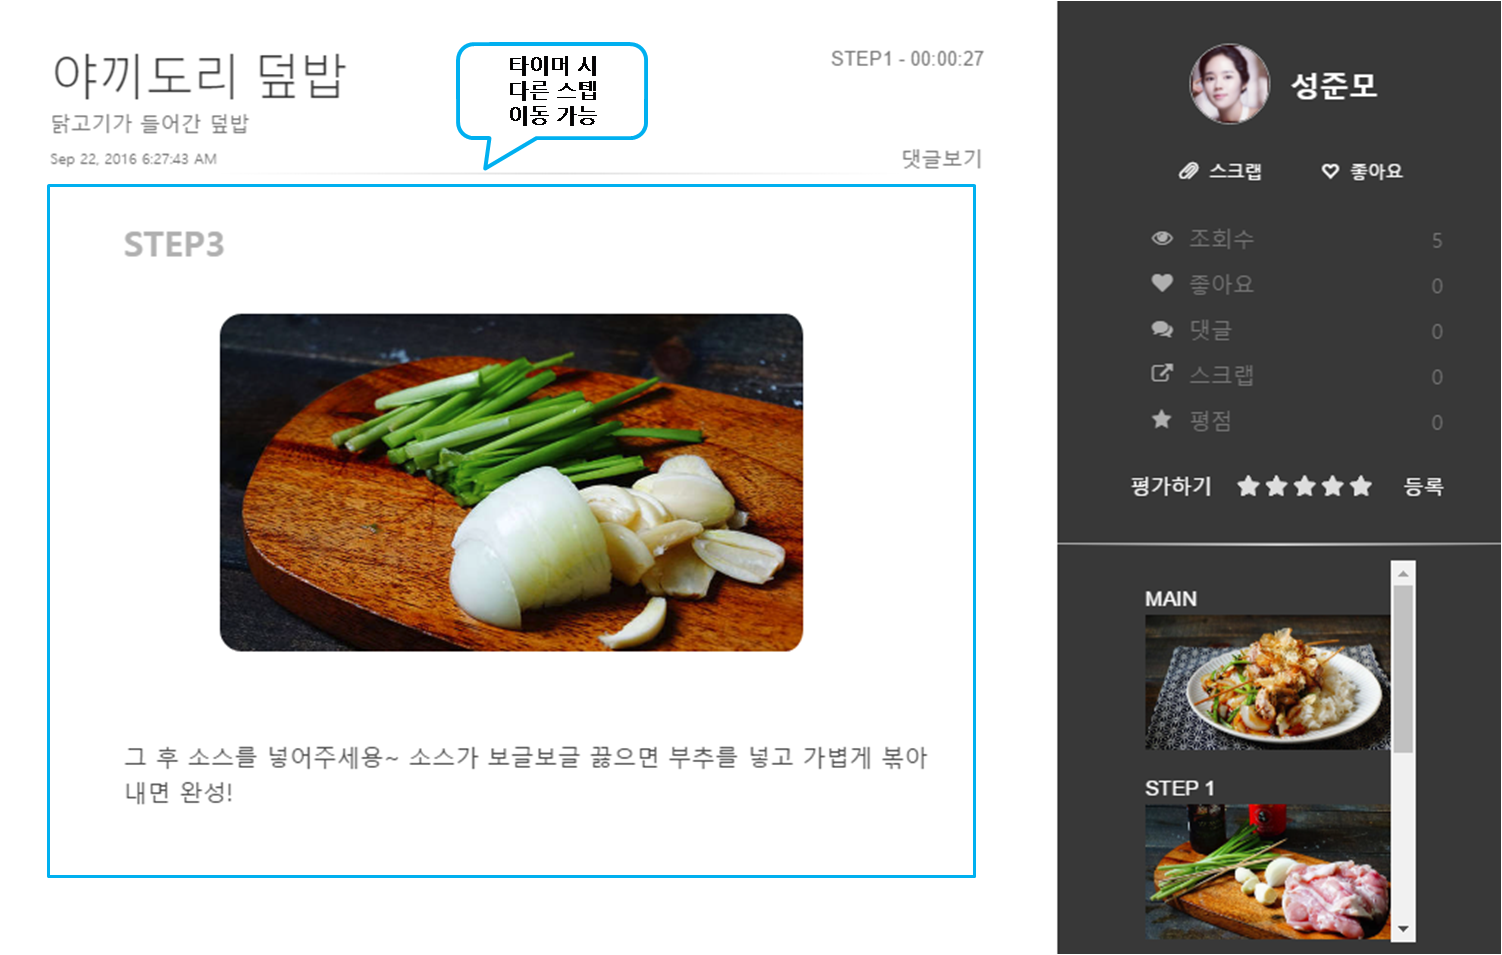 야끼도리 덮밥
닭고기가 들어간 덮밥
Sep 22, 2016 6:27:43 AM
타이머 시
다른 스텝
이동 가능
STEP1 - 00:00:27
댓글보기
STEP3
그 후 소스를 넣어주세용~ 소스가 보글보글 끓으면 부추를 넣고 가볍게 볶아
내면 완성!
성준모
스크랩 좋아요
조회수 5
좋아요 0
댓글 0
스크랩 0
평점 0
평가하기 등록
MAIN
STEP 1